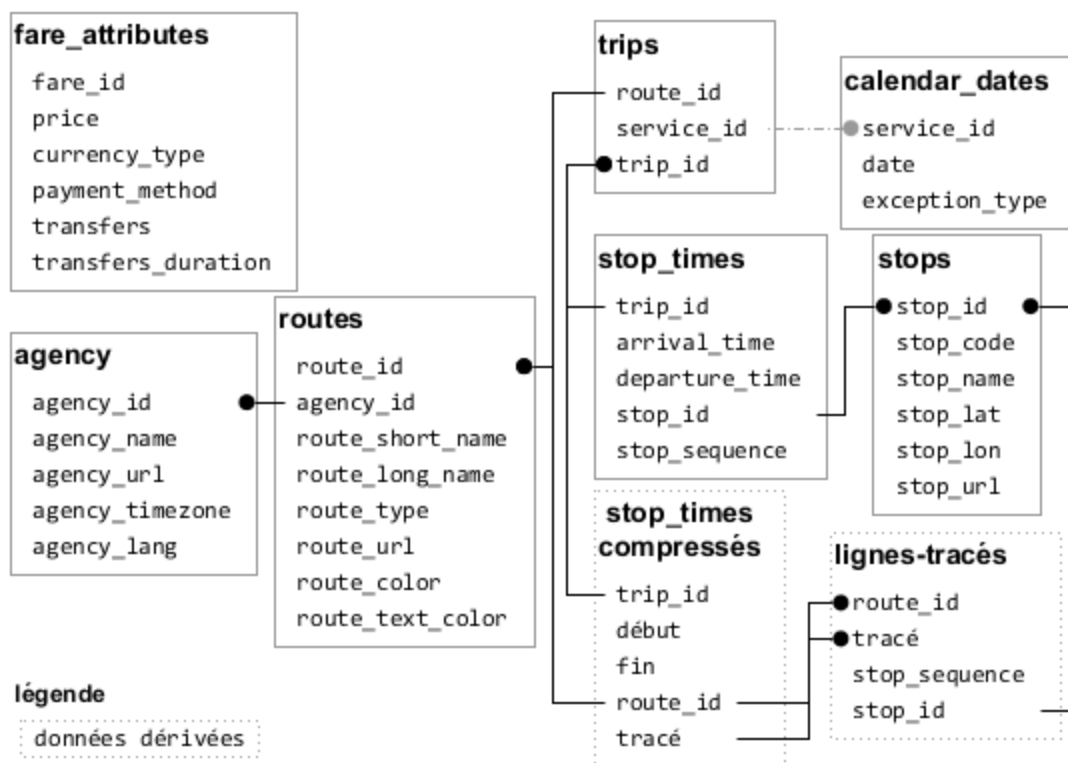 fare_attributes
fare_id
price
currency_type
payment_method
transfers
transfers_duration
agency
agency_id
agency_name
agency_url
agency_timezone
agency_lang
routes
route_id
agency_id
route_short_name
route_long_name
route_type
route_url
route_color
route_text_color
trips
route_id
service_id
trip_id
calendar_dates
service_id
date
exception_type
stop_times
trip_id
arrival_time
departure_time
stop_id
stop_sequence
stops
stop_id
stop_code
stop_name
stop_lat
stop_lon
stop_url
stop_times
compressés
trip_id
début
fin
route_id
tracé
lignes-tracés
route_id
tracé
stop_sequence
stop_id
légende
données dérivées